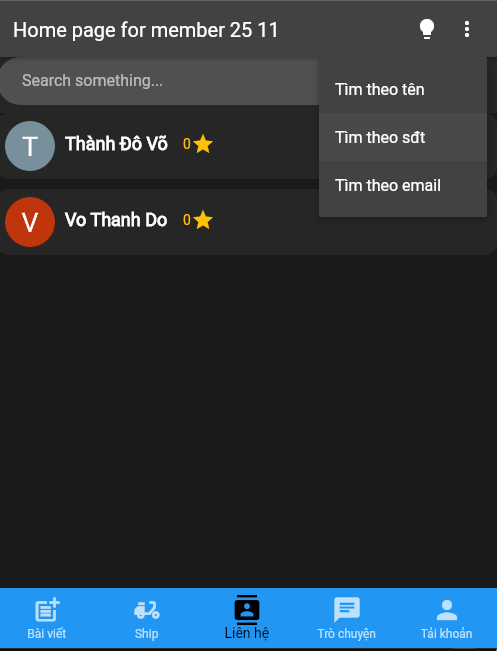 Home page for member 25 11
Search something...
Tìm theo tên
Tìm theo sđt
Tìm theo email
T Thành Đô Võ 0
V Vo Thanh Do 0
Bài viết Ship Liên hệ Trò chuyện Tài khoản